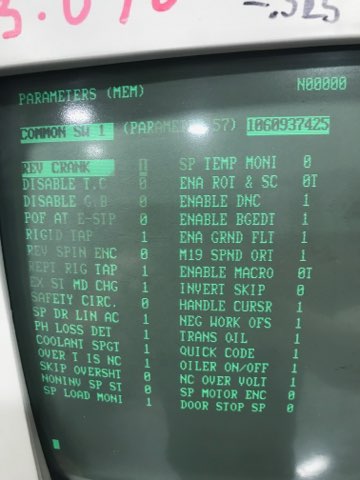 -.525
PARAMETERS (MEM) N00000
COMMON SW 1 (PARAMETER 57) 1060937425
REV CRANK 1 SP TEMP MONI 0
DISABLE T.C 0 ENA ROT & SC 0T
DISABLE G.B 0 ENABLE DNC 1
POF AT E-STP 0 ENABLE BGEDT 1
RIGID TAP 1 ENA GRND FLT 1
REV SPIN ENC 0 M19 SPND ORT 1
REPT RIG TAP 1 ENABLE MACRO 0T
EX ST MD CHG 1 INVERT SKIP 0
SAFETY CIRC. 0 HANDLE CURSR 1
SP DR LIN AC 1 NEG WORK OFS 1
PH LOSS DET 1 TRANS OIL 1
COOLANT SPGT 1 QUICK CODE 1
OVER T IS NC 1 OILER ON/OFF 1
SKIP OVERSHT 0 NC OVER VOLT 1
NONINV SP ST 0 SP MOTOR ENC 0
SP LOAD MONI 1 DOOR STOP SP 0